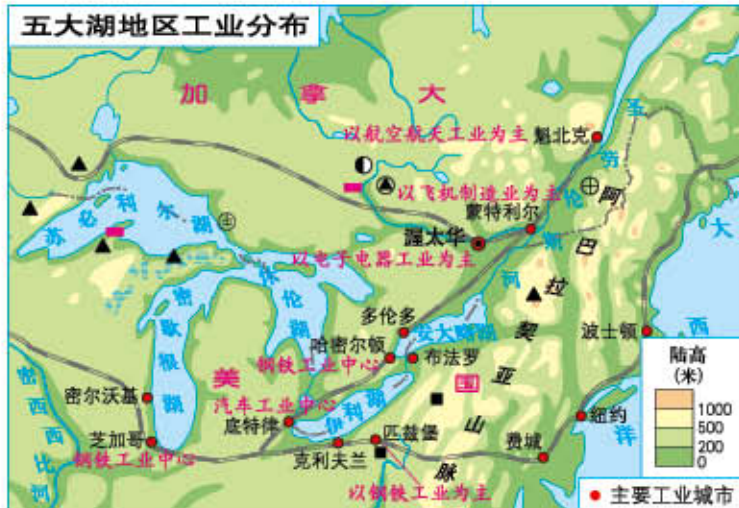 五大湖地区工业分布
加拿大
以航空航天工业为主
魁北克
圣劳伦斯河
以飞机制造业为主
蒙特利尔
渥太华
苏必利尔湖
以电子电器工业为主
休伦湖
密歇根湖
多伦多
安大略湖
哈密尔顿
布法罗
钢铁工业中心
美
阿巴拉契亚山脉
大西洋
波士顿
密尔沃基
汽车工业中心
底特律
伊利湖
纽约
密西西比河
芝加哥
钢铁工业中心
克利夫兰
匹兹堡
费城
以钢铁工业为主
陆高
(米)
1000
500
200
0
主要工业城市